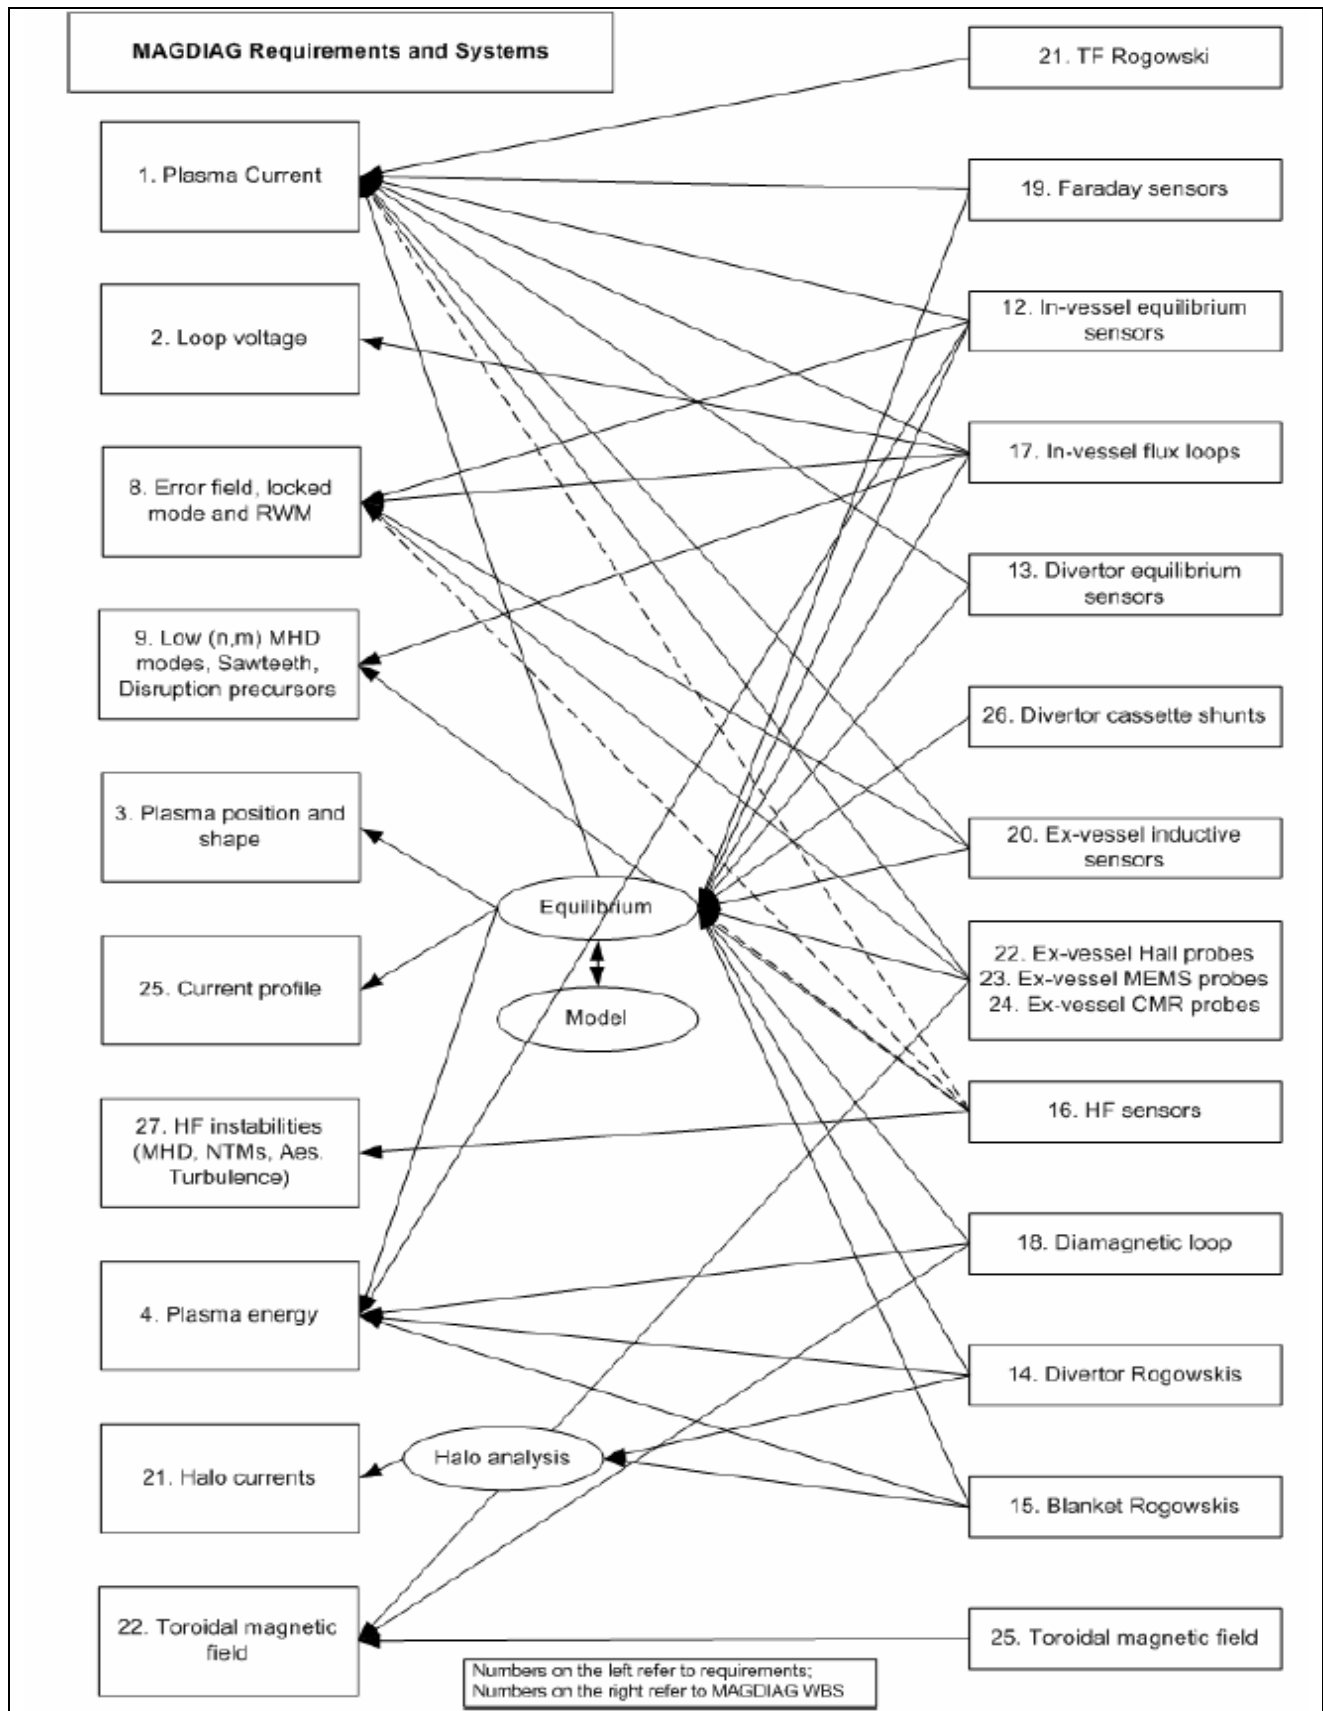 MAGDIAG Requirements and Systems
1. Plasma Current
2. Loop voltage
8. Error field, locked
mode and RWM
9. Low (n,m) MHD
modes, Sawteeth,
Disruption precursors
3. Plasma position and
shape
25. Current profile
27. HF instabilities
(MHD, NTMs, Aes.
Turbulence)
4. Plasma energy
21. Halo currents
22. Toroidal magnetic
field
Equilibrium
Model
Halo analysis
21. TF Rogowski
19. Faraday sensors
12. In-vessel equilibrium
sensors
17. In-vessel flux loops
13. Divertor equilibrium
sensors
26. Divertor cassette shunts
20. Ex-vessel inductive
sensors
22. Ex-vessel Hall probes
23. Ex-vessel MEMS probes
24. Ex-vessel CMR probes
16. HF sensors
18. Diamagnetic loop
14. Divertor Rogowskis
15. Blanket Rogowskis
25. Toroidal magnetic field
Numbers on the left refer to requirements;
Numbers on the right refer to MAGDIAG WBS